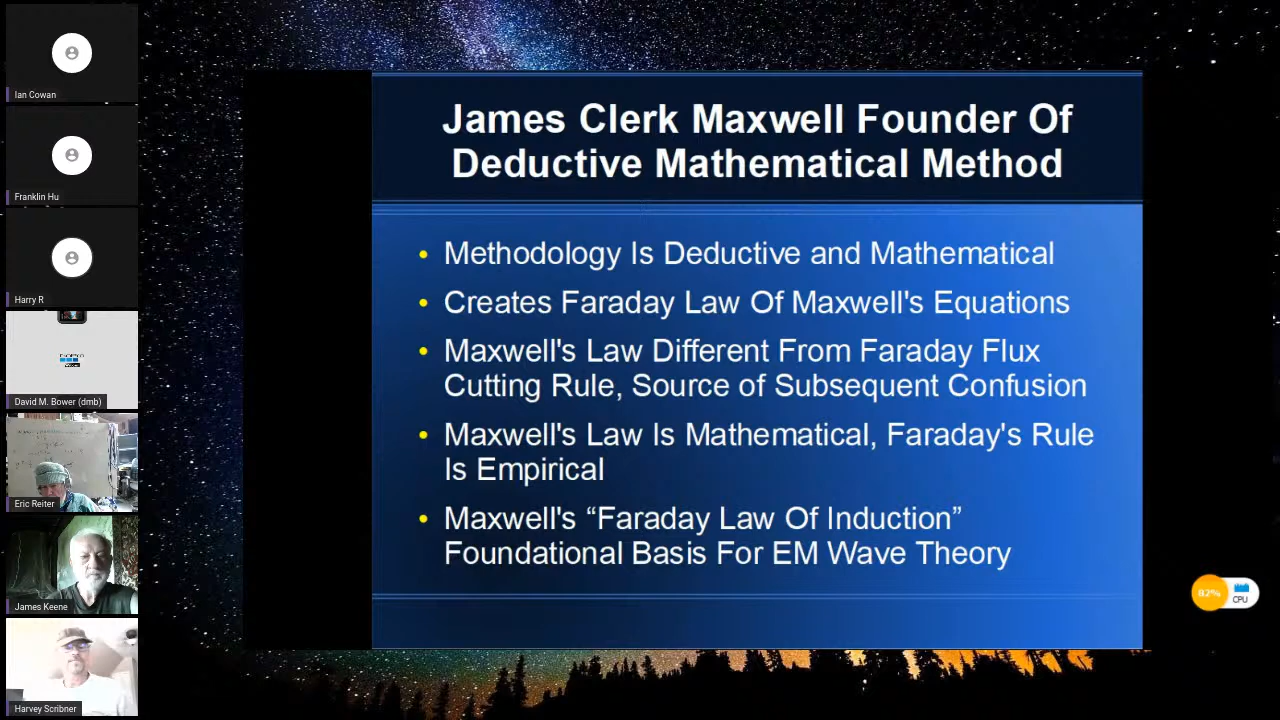 Ian Cowan
Franklin Hu
Harry R
David M. Bower (dmb)
Eric Reiter
James Keene
Harvey Scribner
James Clerk Maxwell Founder Of
Deductive Mathematical Method
• Methodology Is Deductive and Mathematical
• Creates Faraday Law Of Maxwell's Equations
• Maxwell's Law Different From Faraday Flux
Cutting Rule, Source of Subsequent Confusion
• Maxwell's Law Is Mathematical, Faraday's Rule
Is Empirical
• Maxwell's “Faraday Law Of Induction”
Foundational Basis For EM Wave Theory
82%
CPU